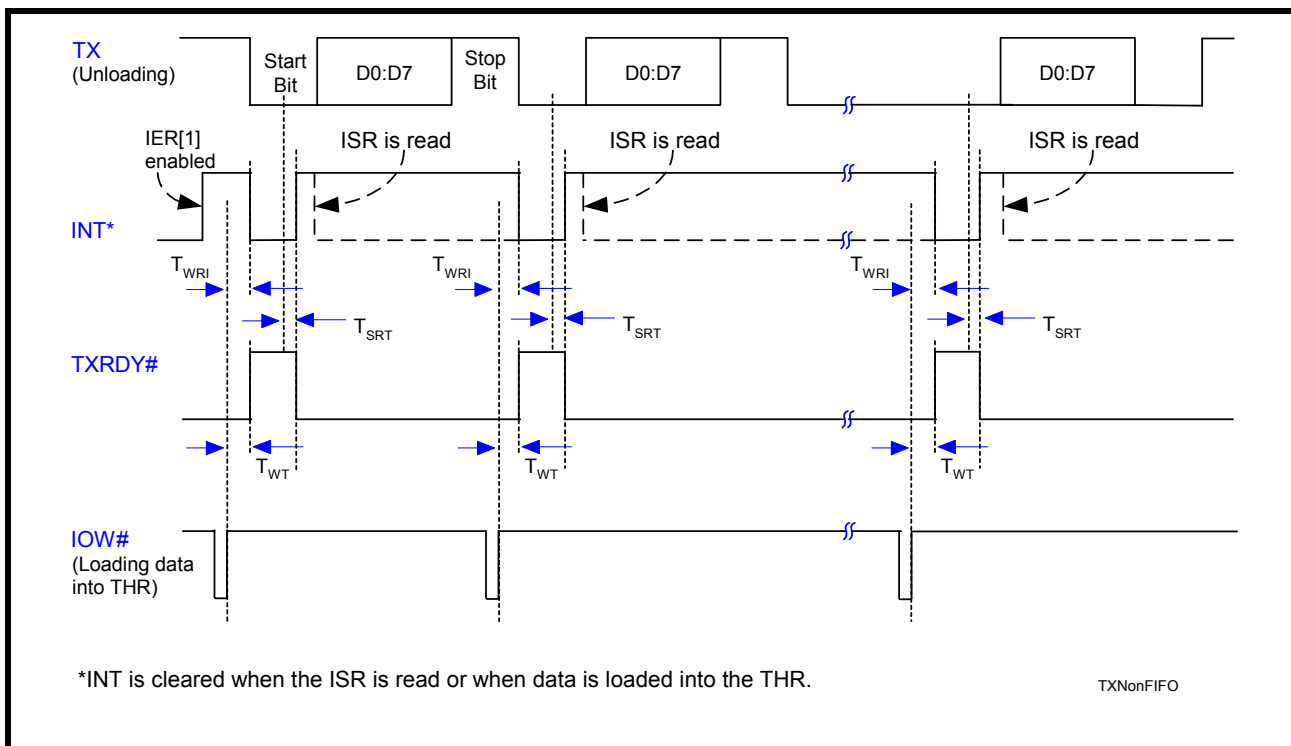 TX
(Unloading)
Start
Bit
D0:D7
Stop
Bit
D0:D7
D0:D7
IER[1]
enabled
ISR is read
ISR is read
ISR is read
INT*
TWRI
TWRI
TWRI
TSRT
TSRT
TSRT
TXRDY#
TWT
TWT
TWT
IOW#
(Loading data
into THR)
*INT is cleared when the ISR is read or when data is loaded into the THR.
TXNonFIFO